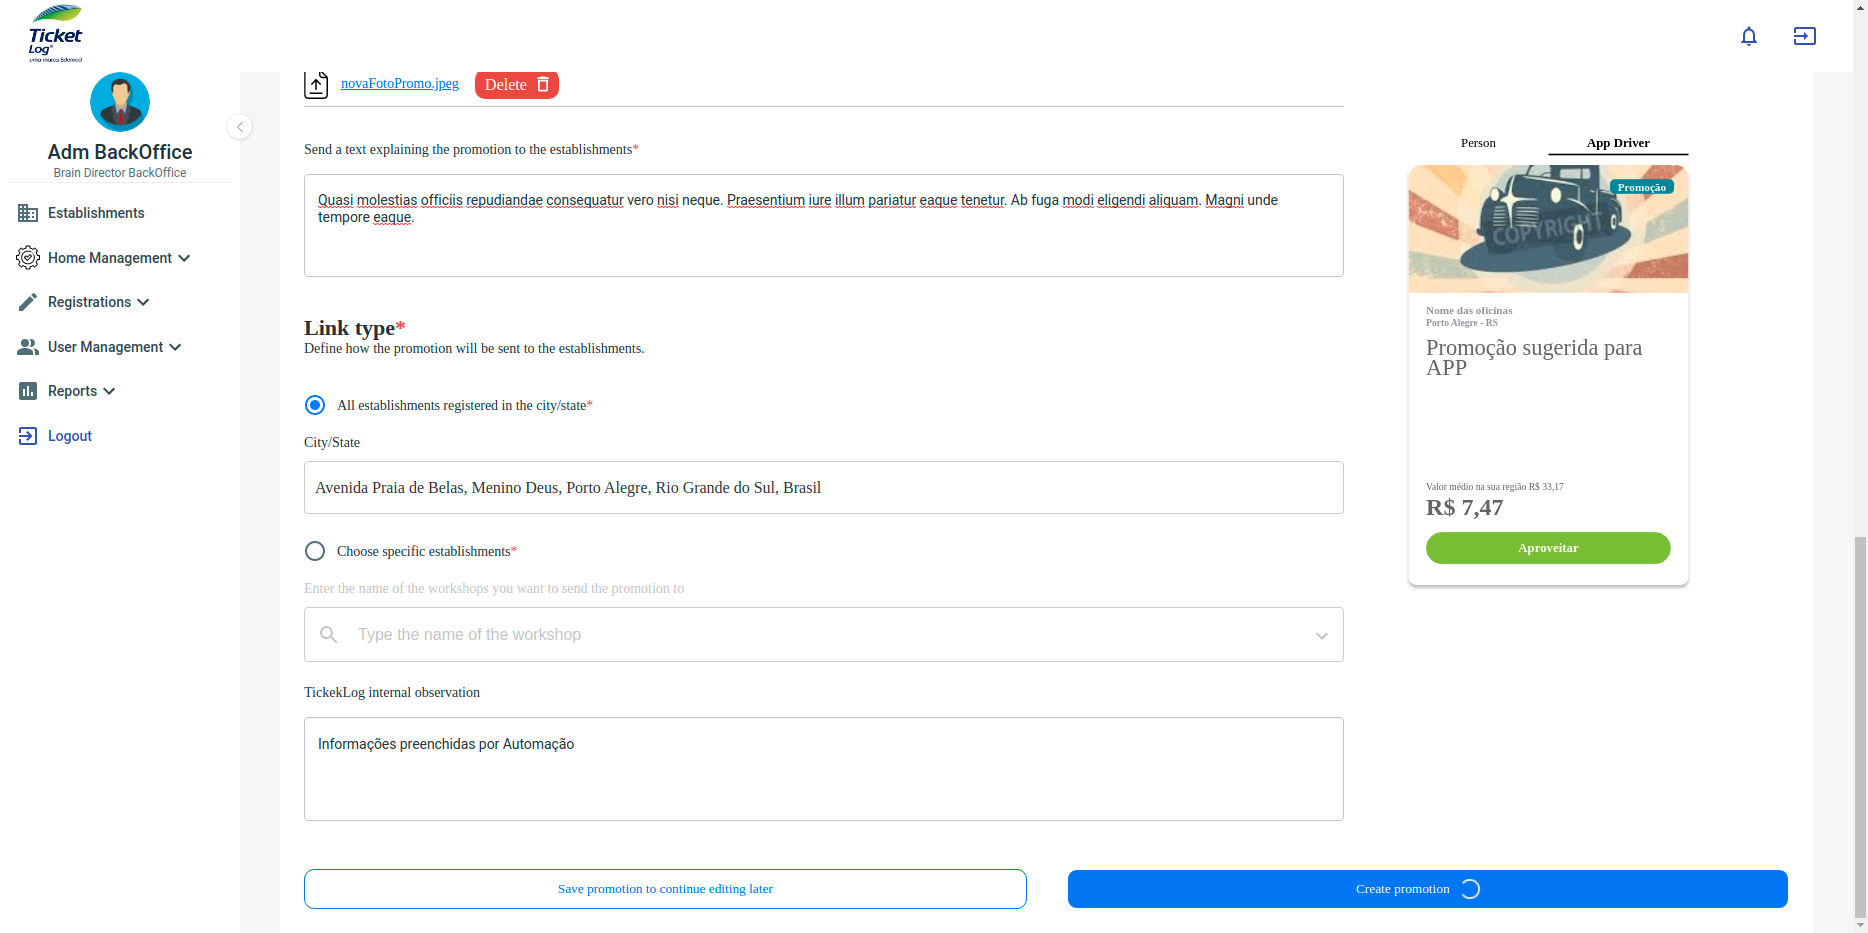 Ticket
Log®
uma marca Edenred
Adm BackOffice
Brain Director BackOffice
Establishments
Home Management
Registrations
User Management
Reports
Logout
novaFotoPromo.jpeg
Delete
Send a text explaining the promotion to the establishments*
Quasi molestias officiis repudiandae consequatur vero nisi neque. Praesentium iure illum pariatur eaque tenetur. Ab fuga modi eligendi aliquam. Magni unde
tempore eaque.
Link type*
Define how the promotion will be sent to the establishments.
All establishments registered in the city/state*
City/State
Avenida Praia de Belas, Menino Deus, Porto Alegre, Rio Grande do Sul, Brasil
Choose specific establishments*
Enter the name of the workshops you want to send the promotion to
Type the name of the workshop
TickekLog internal observation
Informações preenchidas por Automação
Save promotion to continue editing later
Create promotion
Person
App Driver
Promoção
COPYRIGHT
Nome das oficinas
Porto Alegre - RS
Promoção sugerida para
APP
Valor médio na sua região R$ 33,17
R$ 7,47
Aproveitar